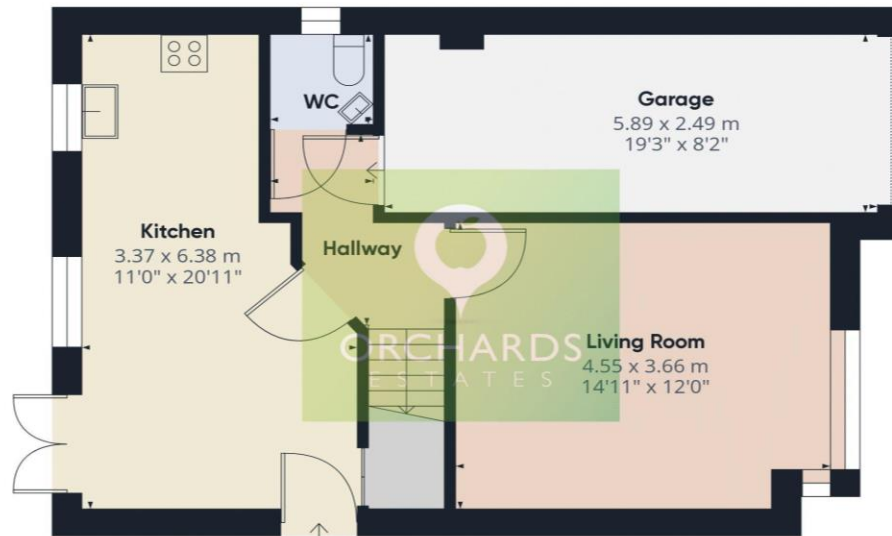 WC
Garage
5.89 x 2.49 m
19'3" x 8'2"
Kitchen
3.37 x 6.38 m
11'0" x 20'11"
Hallway
Living Room
4.55 x 3.66 m
14'11" x 12'0"
ORCHARDS
ESTATES